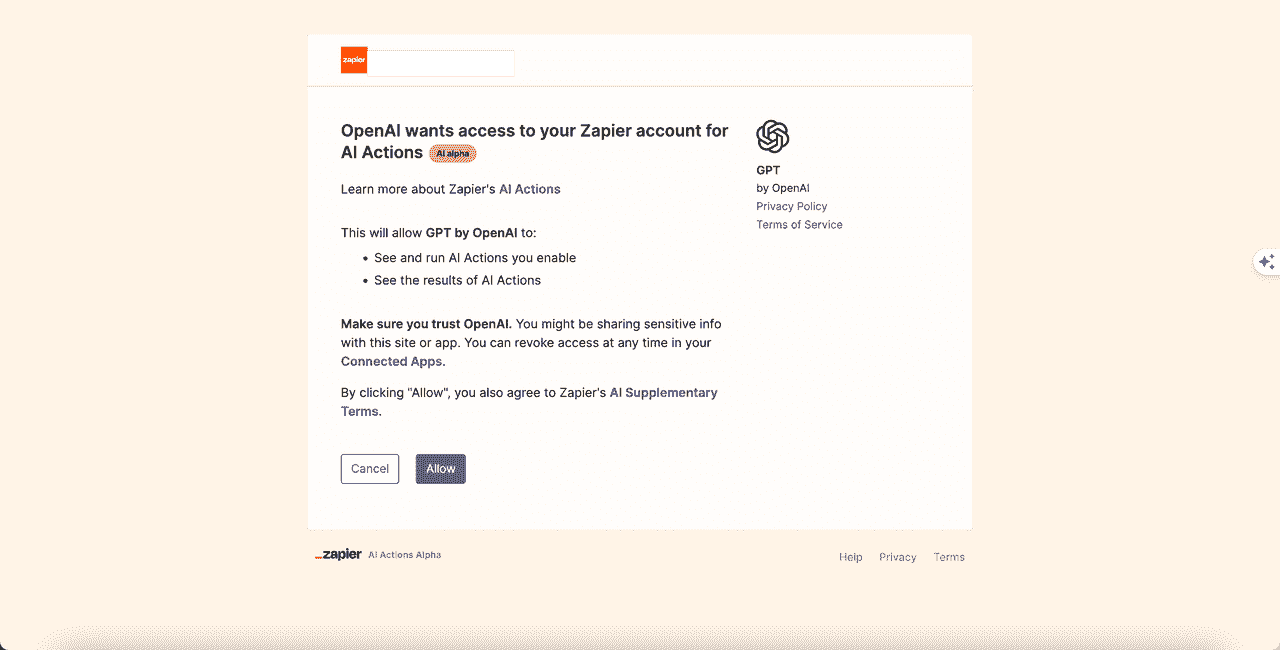 zapier
OpenAI wants access to your Zapier account for
AI Actions AI alpha
Learn more about Zapier's AI Actions
This will allow GPT by OpenAI to:
• See and run AI Actions you enable
• See the results of AI Actions
Make sure you trust OpenAI. You might be sharing sensitive info
with this site or app. You can revoke access at any time in your
Connected Apps.
By clicking "Allow", you also agree to Zapier's AI Supplementary
Terms.
Cancel Allow
GPT
by OpenAI
Privacy Policy
Terms of Service
zapier AI Actions Alpha
Help Privacy Terms